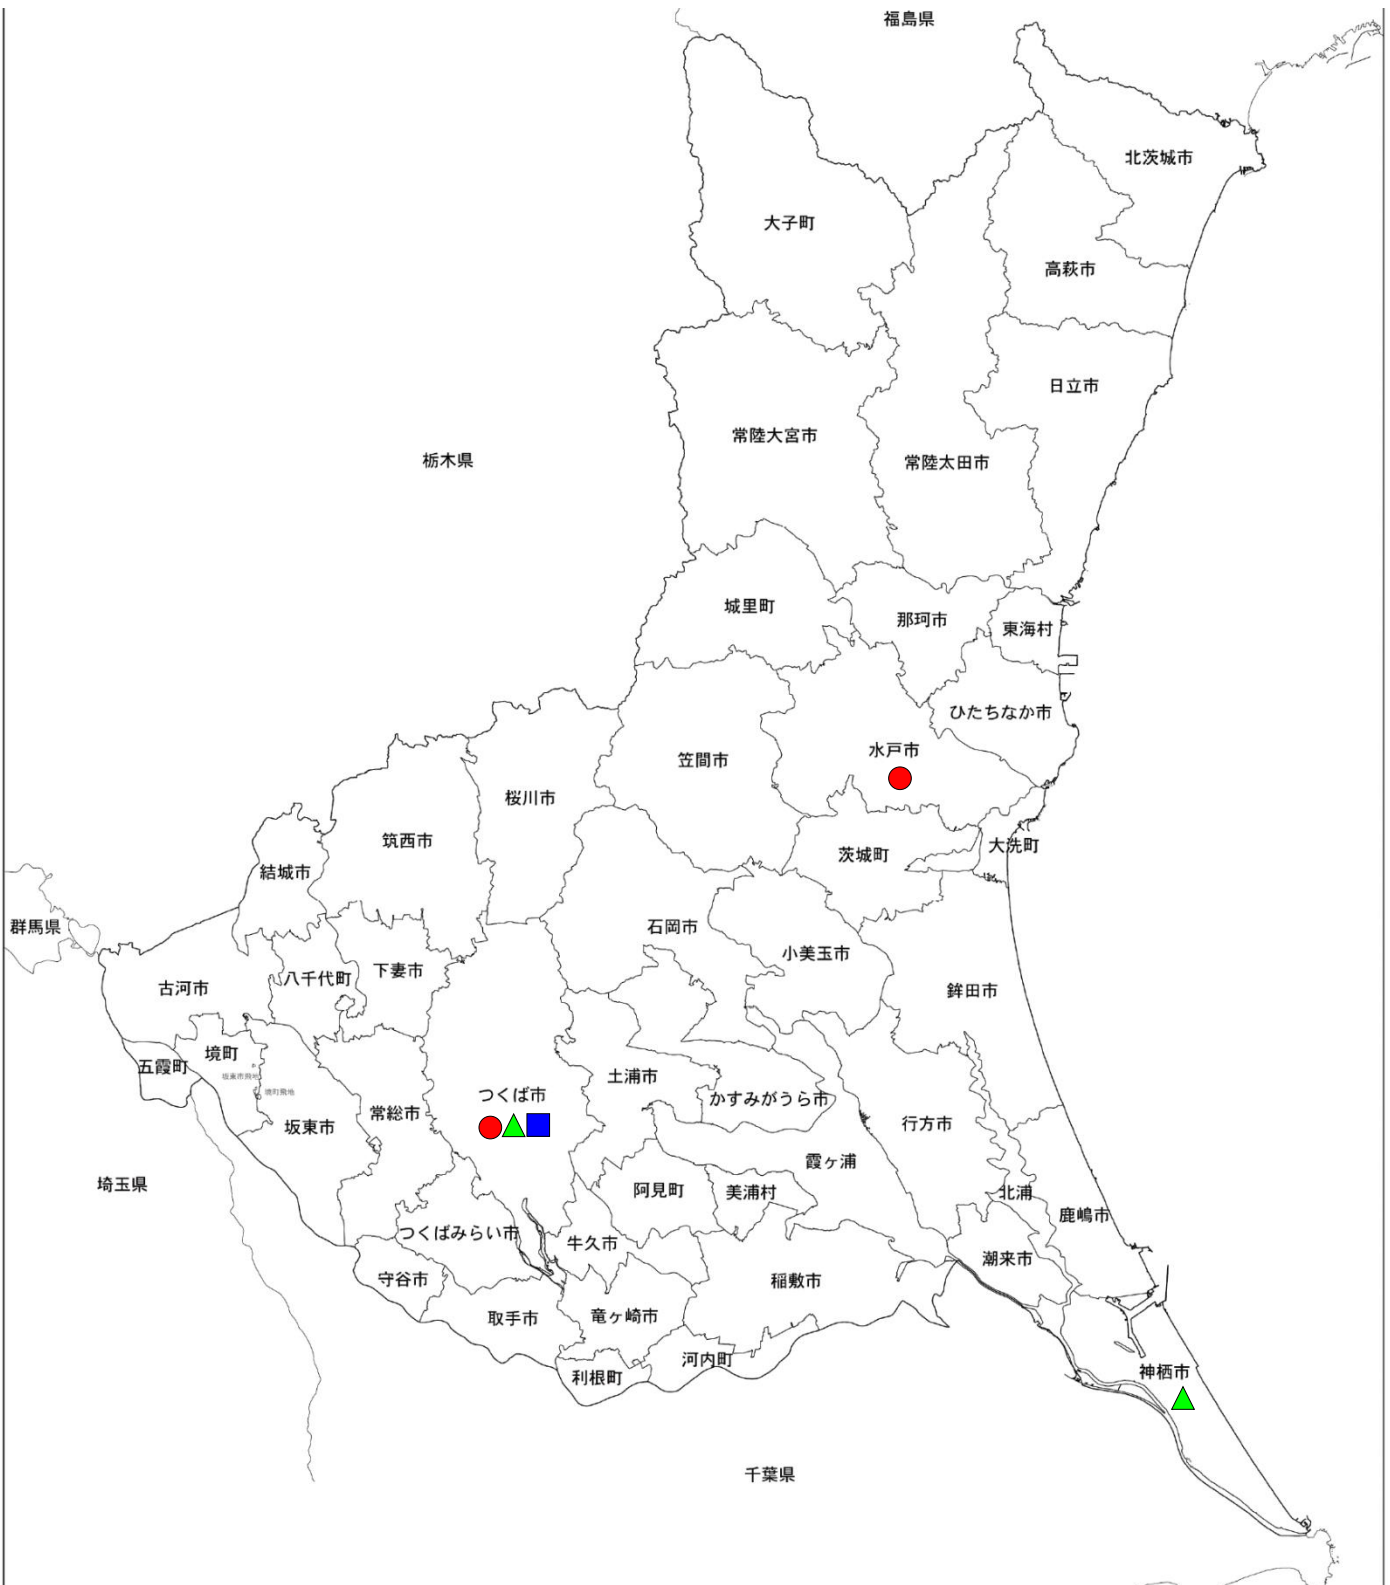 福島県
北茨城市
大子町
高萩市
日立市
常陸大宮市
栃木県
常陸太田市
城里町
那珂市
東海村
ひたちなか市
水戸市
笠間市
桜川市
筑西市
茨城町
大洗町
結城市
群馬県
石岡市
小美玉市
八千代町
下妻市
古河市
鉾田市
境町
五霞町
坂東市飛地
境町飛地
土浦市
つくば市
かすみがうら市
常総市
坂東市
行方市
霞ヶ浦
埼玉県
阿見町
美浦村
北浦
鹿嶋市
つくばみらい市
牛久市
潮来市
守谷市
稲敷市
取手市
竜ヶ崎市
河内町
利根町
神栖市
千葉県